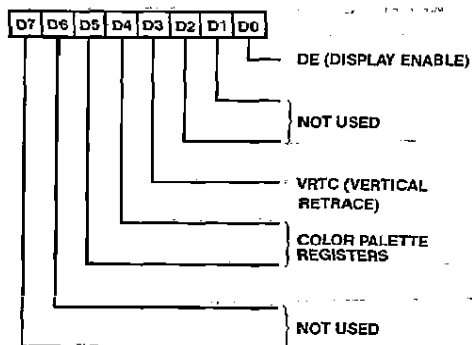 D7 D6 D5 D4 D3 D2 D1 D0
DE (DISPLAY ENABLE)
NOT USED
VRTC (VERTICAL
RETRACE)
COLOR PALETTE
REGISTERS
NOT USED